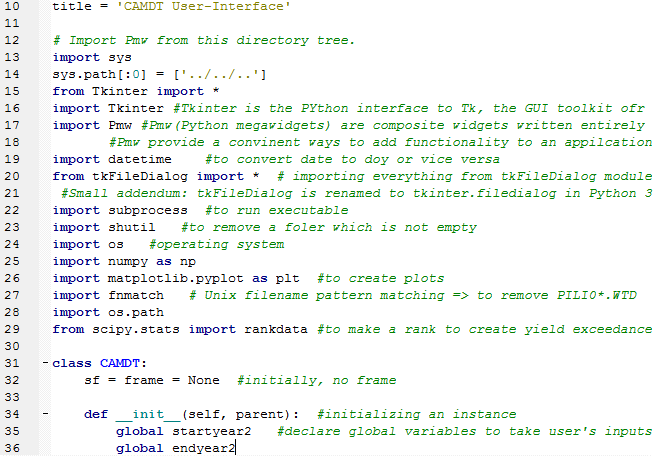 10 title = 'CAMDT User-Interface'
11
12 # Import Pmw from this directory tree.
13 import sys
14 sys.path[:0] = ['../../..']
15 from Tkinter import *
16 import Tkinter #Tkinter is the PYthon interface to Tk, the GUI toolkit ofr
17 import Pmw #Pmw(Python megawidgets) are composite widgets written entirely
18 #Pmw provide a convinent ways to add functionality to an appilcation
19 import datetime #to convert date to doy or vice versa
20 from tkFileDialog import * # importing everything from tkFileDialog module
21 #Small addendum: tkFileDialog is renamed to tkinter.filedialog in Python 3
22 import subprocess #to run executable
23 import shutil #to remove a foler which is not empty
24 import os #operating system
25 import numpy as np
26 import matplotlib.pyplot as plt #to create plots
27 import fnmatch # Unix filename pattern matching => to remove PILI0*.WTD
28 import os.path
29 from scipy.stats import rankdata #to make a rank to create yield exceedance
30
31 class CAMDT:
32 sf = frame = None #initially, no frame
33
34 def __init__(self, parent): #initializing an instance
35 global startyear2 #declare global variables to take user's inputs
36 global endyear2